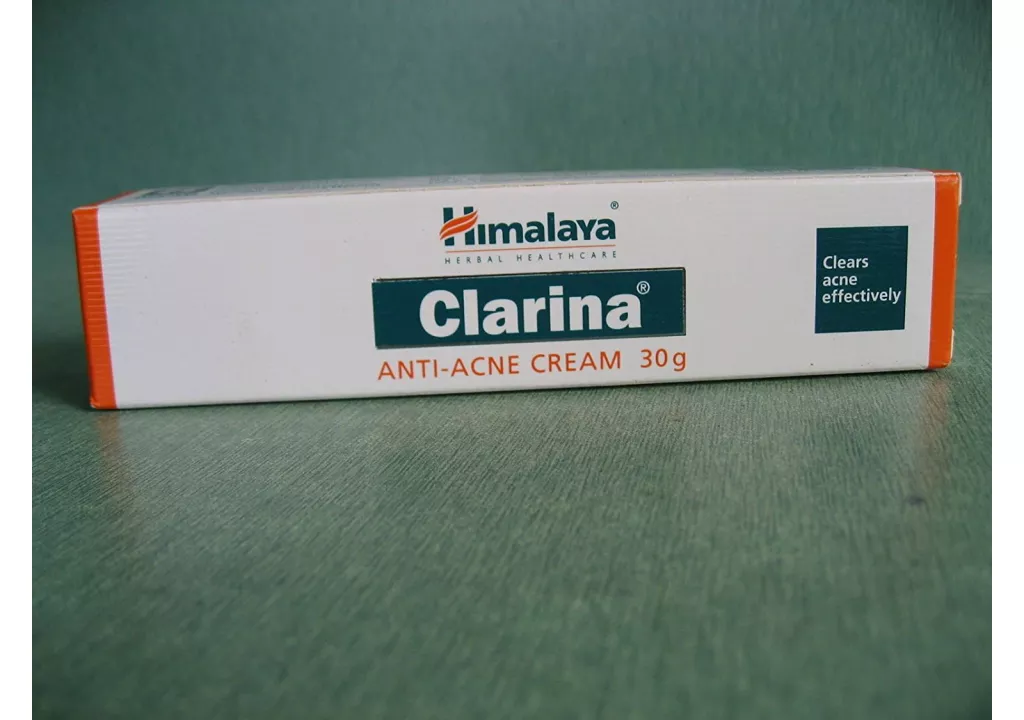 Himalaya®
HERBAL HEALTHCARE
Clarina®
ANTI-ACNE CREAM 30g
Clears
acne
effectively